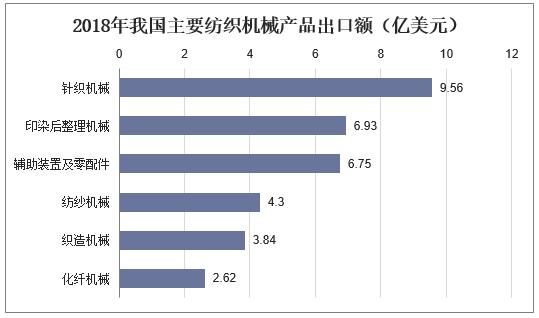 2018年我国主要纺织机械产品出口额（亿美元）
0 2 4 6 8 10 12
针织机械 9.56
印染后整理机械 6.93
辅助装置及零配件 6.75
纺纱机械 4.3
织造机械 3.84
化纤机械 2.62